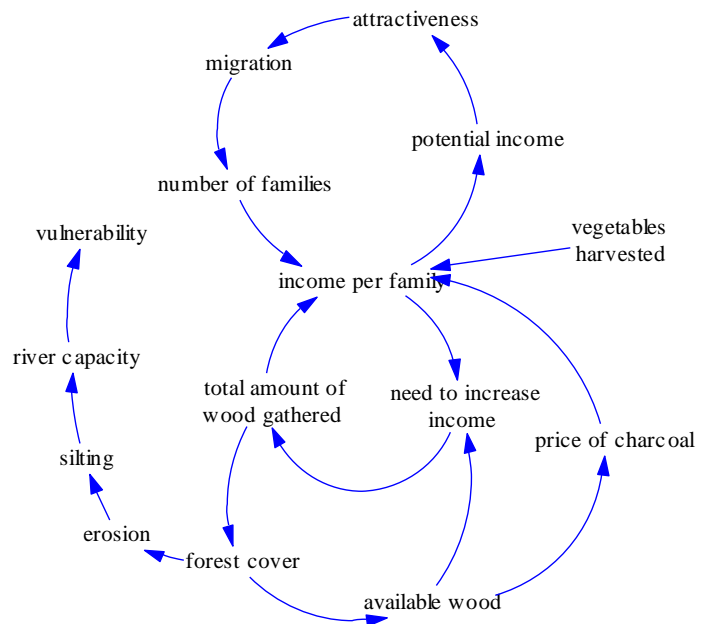 attractiveness
migration
potential income
number of families
vegetables
harvested
vulnerability
income per family
river capacity
total amount of
wood gathered
need to increase
income
price of charcoal
silting
erosion
forest cover
available wood